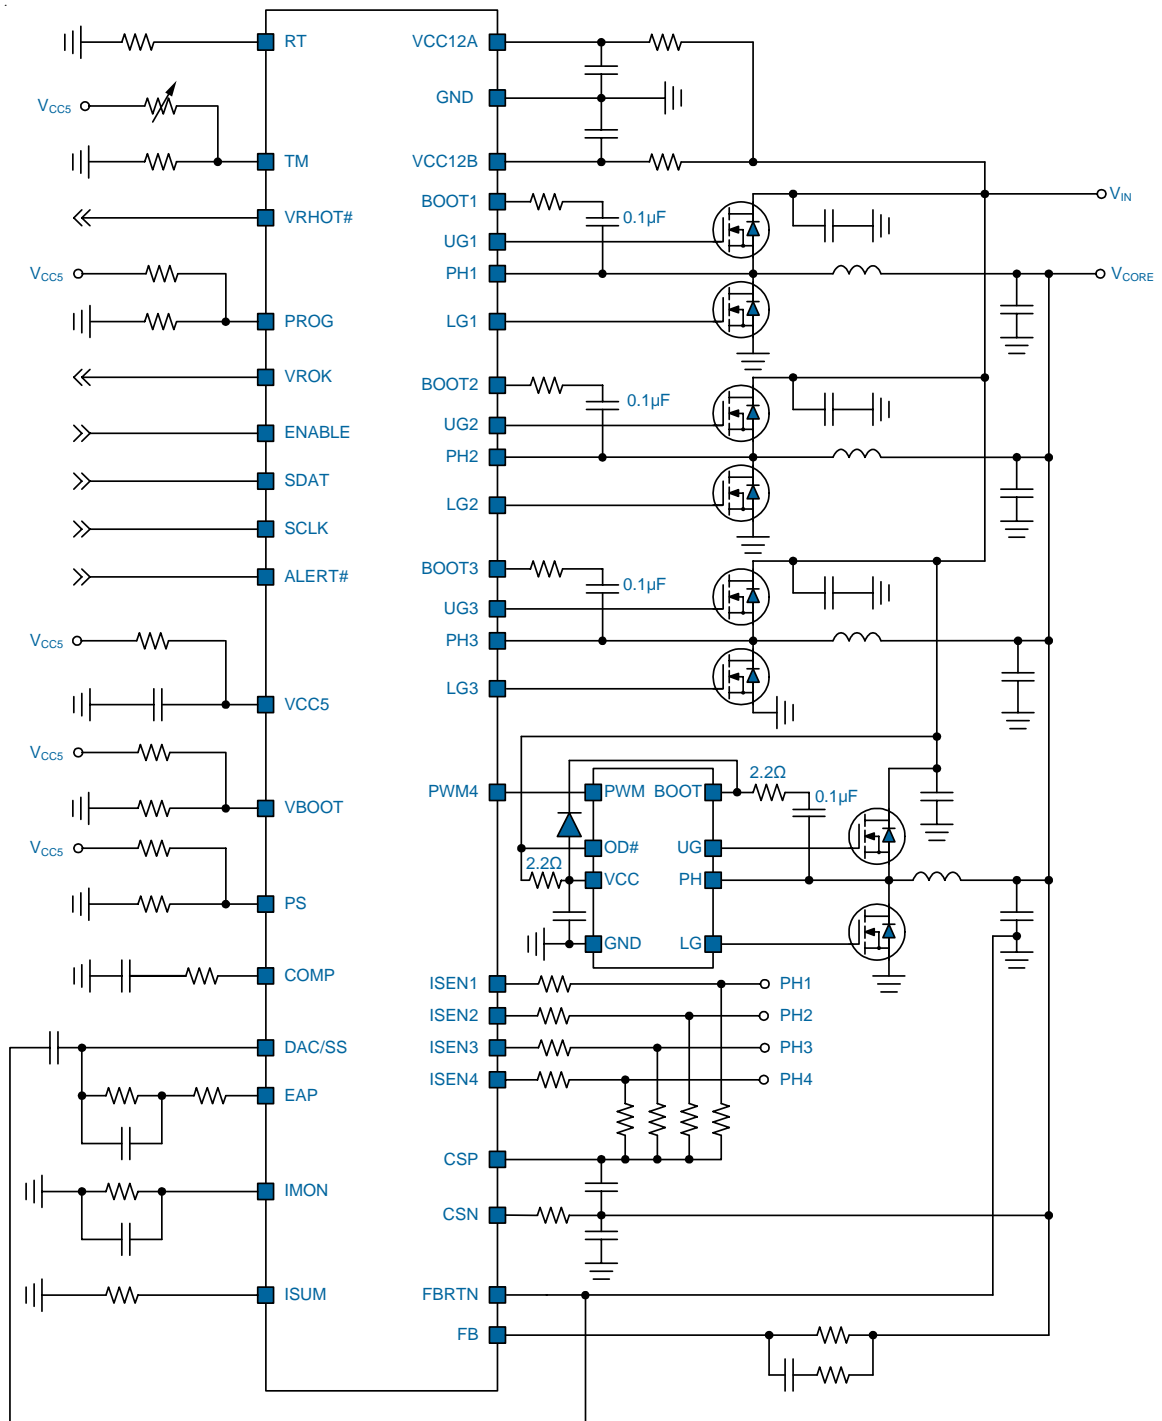 RT
VCC5
TM
VRHOT#
VCC5
PROG
VROK
ENABLE
SDAT
SCLK
ALERT#
VCC5
VCC5
VCC5
VBOOT
VCC5
PS
COMP
DAC/SS
EAP
IMON
ISUM
VCC12A
GND
VCC12B
BOOT1
0.1µF
UG1
PH1
LG1
VIN
VCORE
BOOT2
0.1µF
UG2
PH2
LG2
BOOT3
0.1µF
UG3
PH3
LG3
PWM4
PWM
BOOT
2.2Ω
0.1µF
OD#
UG
2.2Ω
VCC
PH
GND
LG
ISEN1
PH1
ISEN2
PH2
ISEN3
PH3
ISEN4
PH4
CSP
CSN
FBRTN
FB